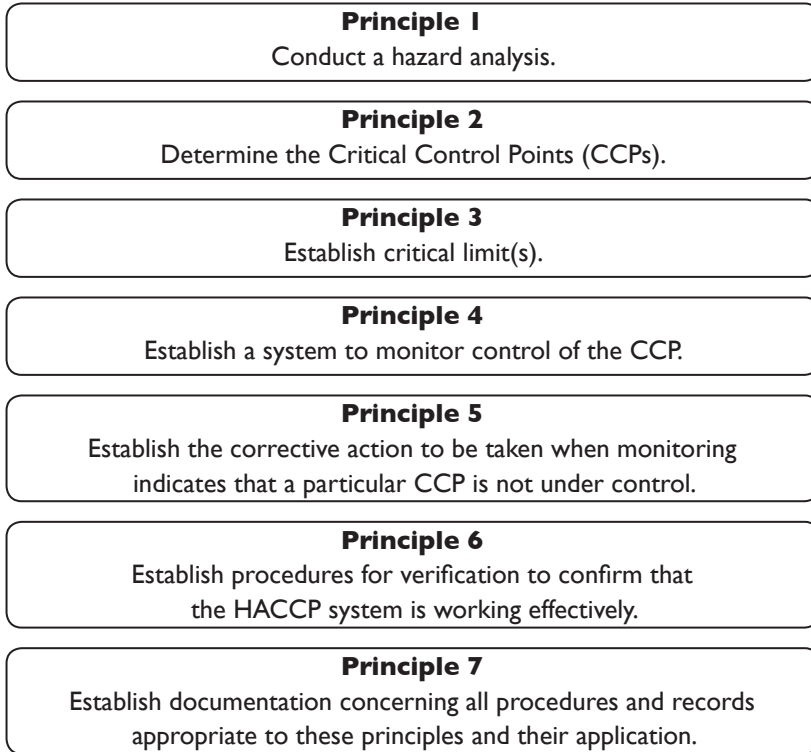 Principle 1
Conduct a hazard analysis.
Principle 2
Determine the Critical Control Points (CCPs).
Principle 3
Establish critical limit(s).
Principle 4
Establish a system to monitor control of the CCP.
Principle 5
Establish the corrective action to be taken when monitoring
indicates that a particular CCP is not under control.
Principle 6
Establish procedures for verification to confirm that
the HACCP system is working effectively.
Principle 7
Establish documentation concerning all procedures and records
appropriate to these principles and their application.